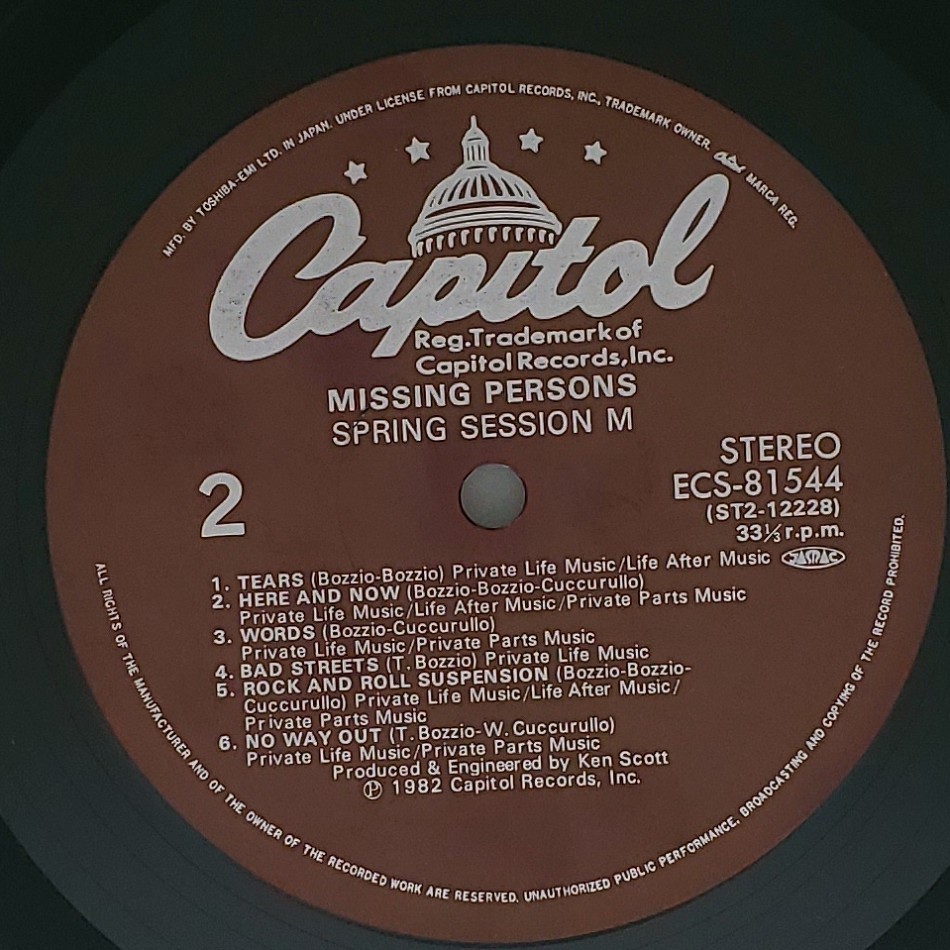 MFD. BY TOSHIBA-EMI LTD. IN JAPAN. UNDER LICENSE FROM CAPITOL RECORDS, INC., TRADEMARK OWNER. Capitol MARCA REG.
Capitol
Reg.Trademark of
Capitol Records,Inc.
MISSING PERSONS
SPRING SESSION M
2
STEREO
ECS-81544
(ST2-12228)
33⅓ r.p.m.
JASRAC
1. TEARS (Bozzio-Bozzio) Private Life Music/Life After Music
2. HERE AND NOW (Bozzio-Bozzio-Cuccurullo)
Private Life Music/Life After Music/Private Parts Music
3. WORDS (Bozzio-Cuccurullo)
Private Life Music/Private Parts Music
4. BAD STREETS (T. Bozzio) Private Life Music
5. ROCK AND ROLL SUSPENSION (Bozzio-Bozzio-
Cuccurullo) Private Life Music/Life After Music/
Private Parts Music
6. NO WAY OUT (T. Bozzio-W. Cuccurullo)
Private Life Music/Private Parts Music
Produced & Engineered by Ken Scott
℗ 1982 Capitol Records, Inc.
ALL RIGHTS OF THE MANUFACTURER AND OF THE OWNER OF THE RECORDED WORK ARE RESERVED. UNAUTHORIZED PUBLIC PERFORMANCE, BROADCASTING AND COPYING OF THE RECORD PROHIBITED.